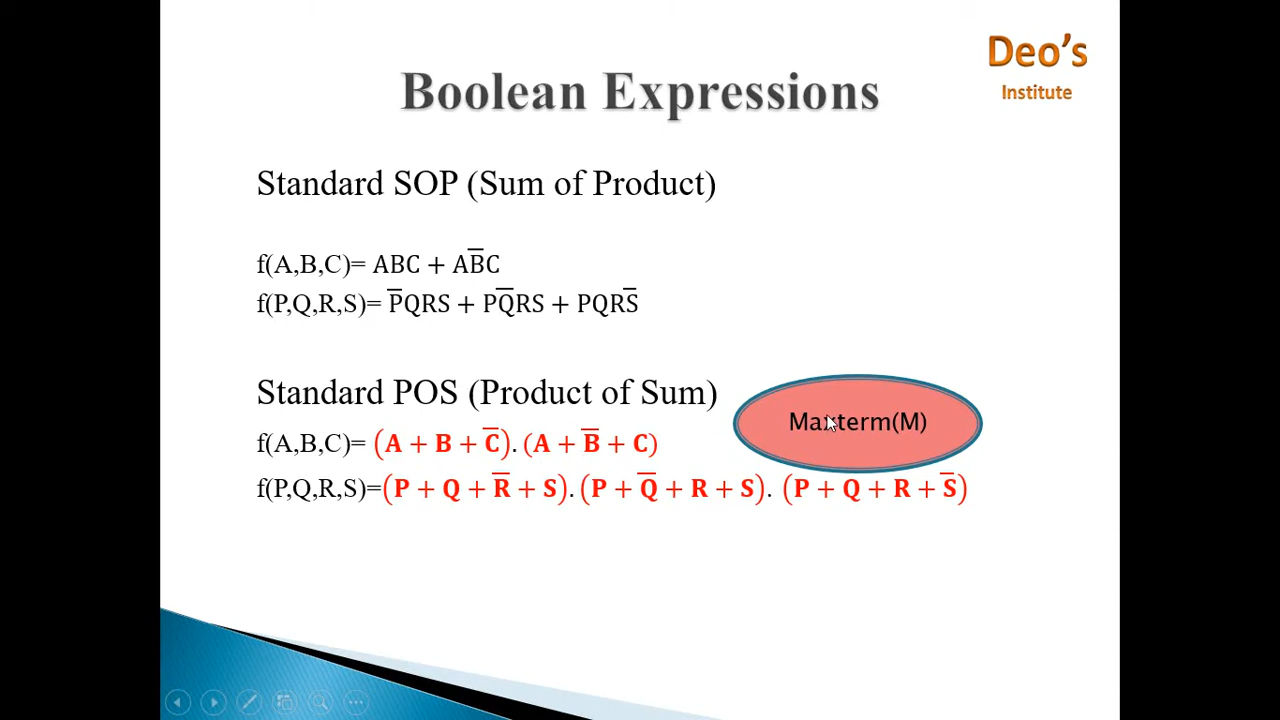 Deo's
Institute
Boolean Expressions
Standard SOP (Sum of Product)
f(A,B,C)= ABC + AB̅C
f(P,Q,R,S)= P̅QRS + PQ̅RS + PQRS̅
Standard POS (Product of Sum)
Maxterm(M)
f(A,B,C)= (A + B + C̅).(A + B̅ + C)
f(P,Q,R,S)=(P + Q + R̅ + S).(P + Q̅ + R + S). (P + Q + R + S̅)